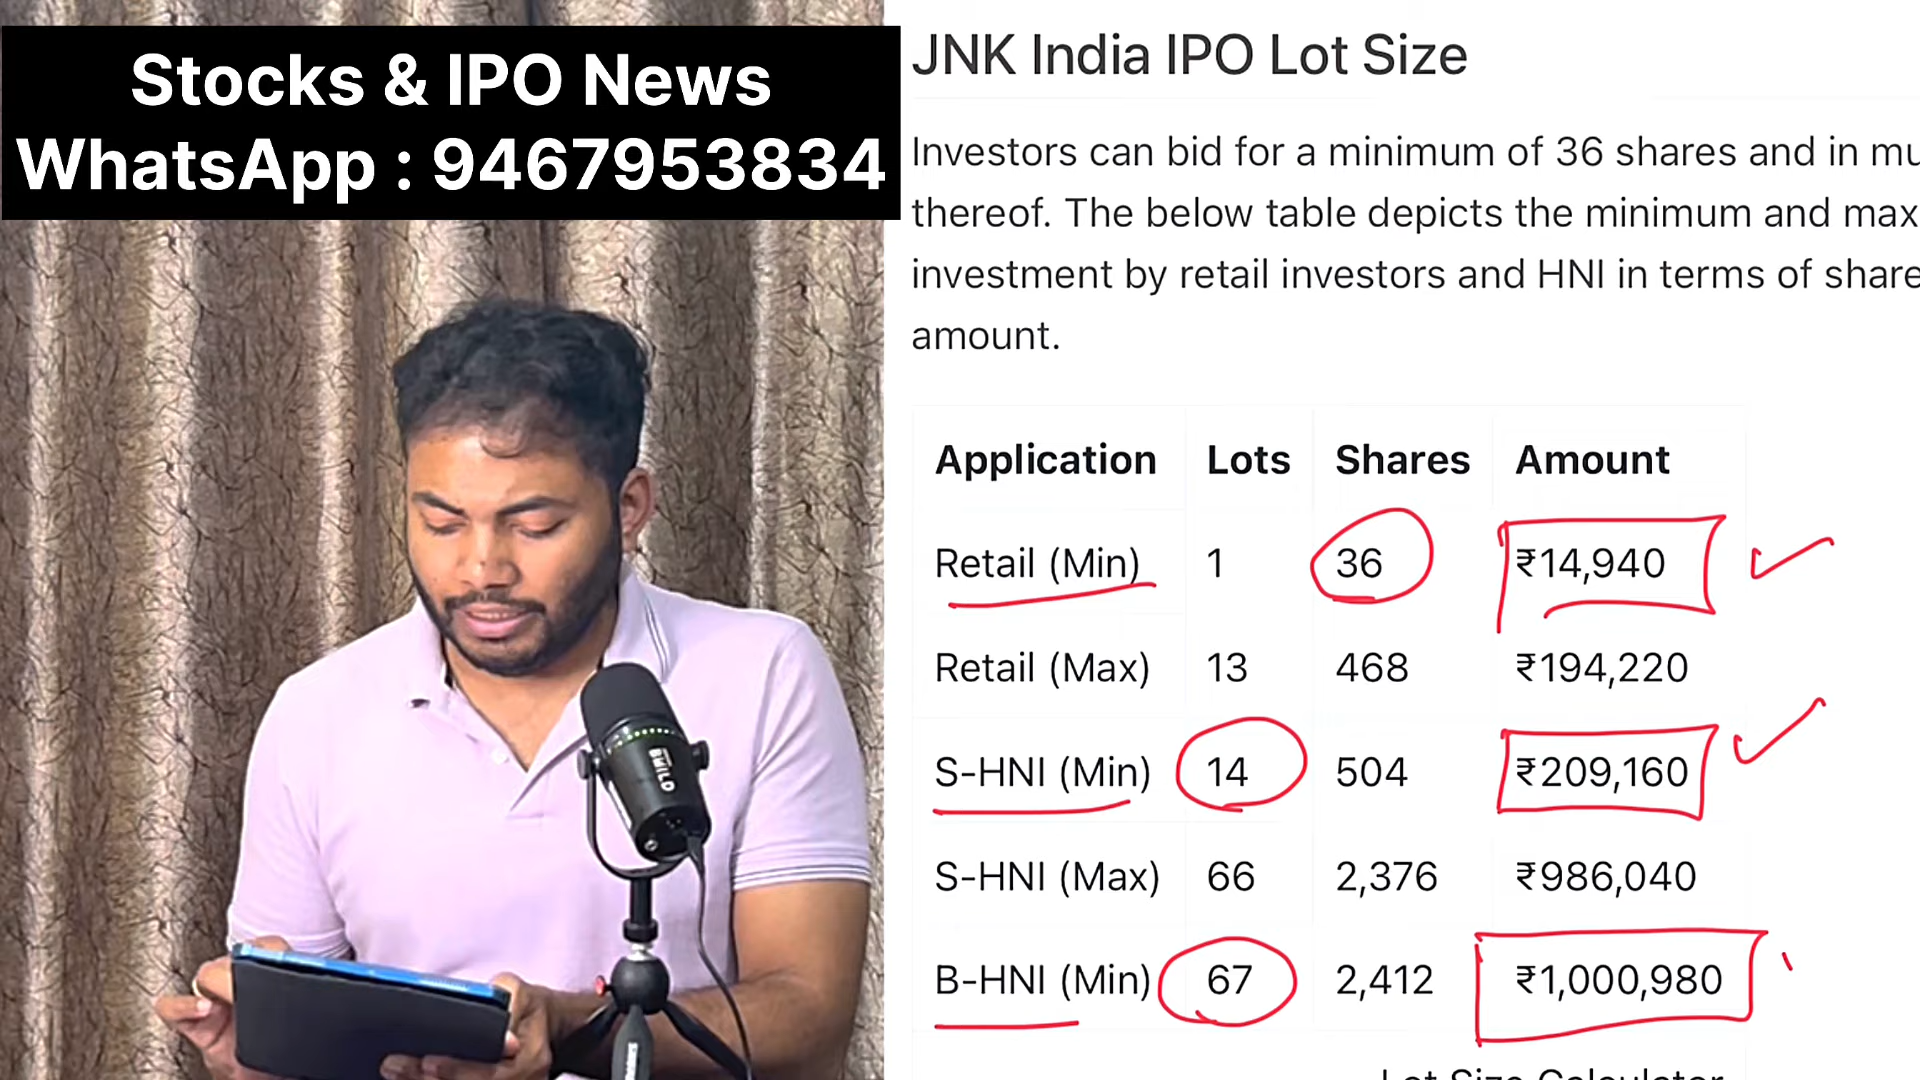 Stocks & IPO News
WhatsApp : 9467953834
JNK India IPO Lot Size
Investors can bid for a minimum of 36 shares and in mu
thereof. The below table depicts the minimum and max
investment by retail investors and HNI in terms of share
amount.
Application Lots Shares Amount
Retail (Min) 1 36 ₹14,940
Retail (Max) 13 468 ₹194,220
S-HNI (Min) 14 504 ₹209,160
S-HNI (Max) 66 2,376 ₹986,040
B-HNI (Min) 67 2,412 ₹1,000,980
Lot Size Calculator